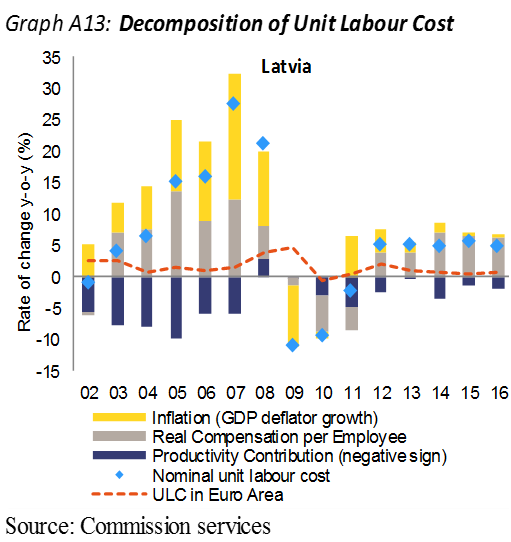 Graph A13: Decomposition of Unit Labour Cost
Latvia
Rate of change y-o-y (%)
35
30
25
20
15
10
5
0
-5
-10
-15
02 03 04 05 06 07 08 09 10 11 12 13 14 15 16
Inflation (GDP deflator growth)
Real Compensation per Employee
Productivity Contribution (negative sign)
Nominal unit labour cost
ULC in Euro Area
Source: Commission services